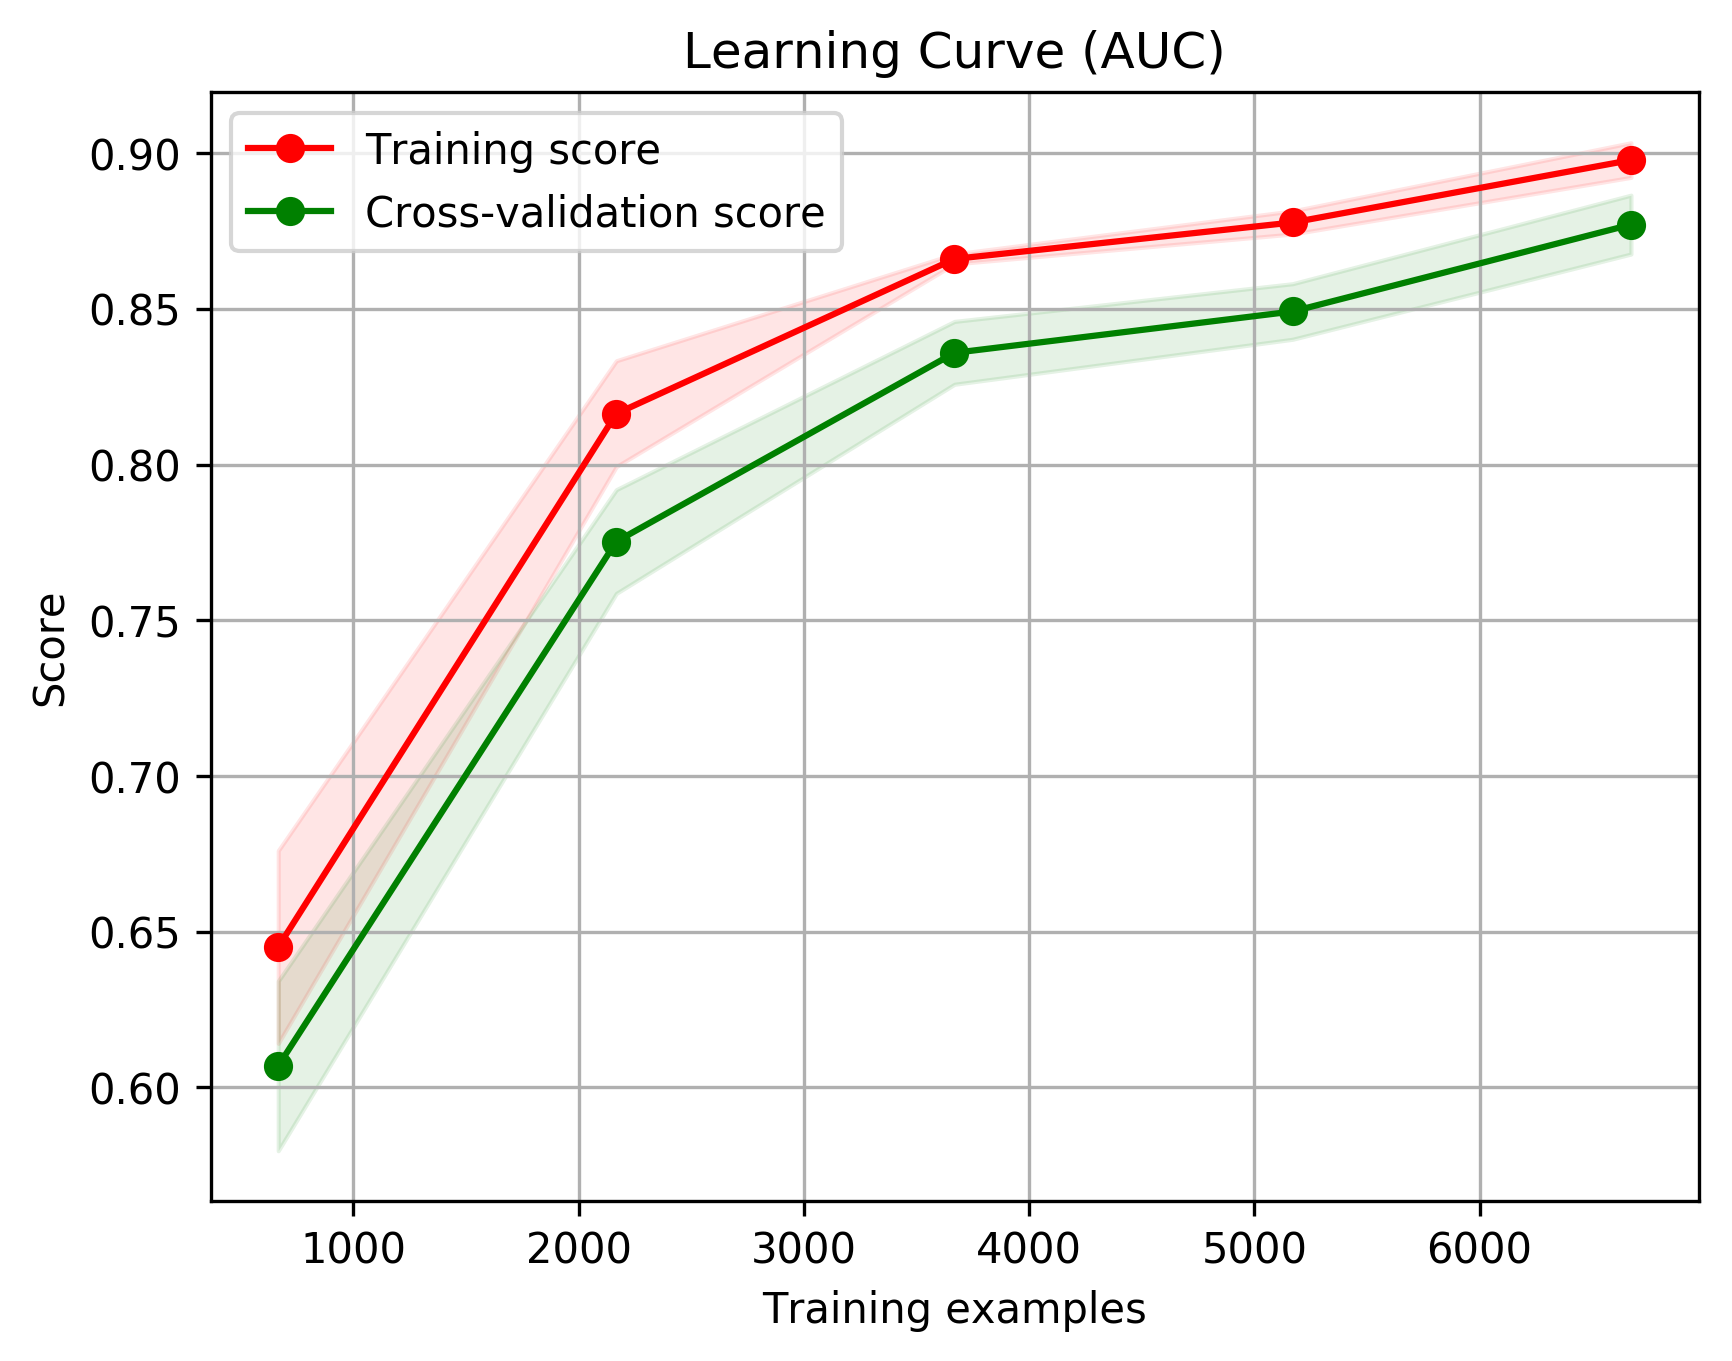 Learning Curve (AUC)
Training score
Cross-validation score
0.90
0.85
0.80
0.75
0.70
0.65
0.60
Score
1000 2000 3000 4000 5000 6000
Training examples